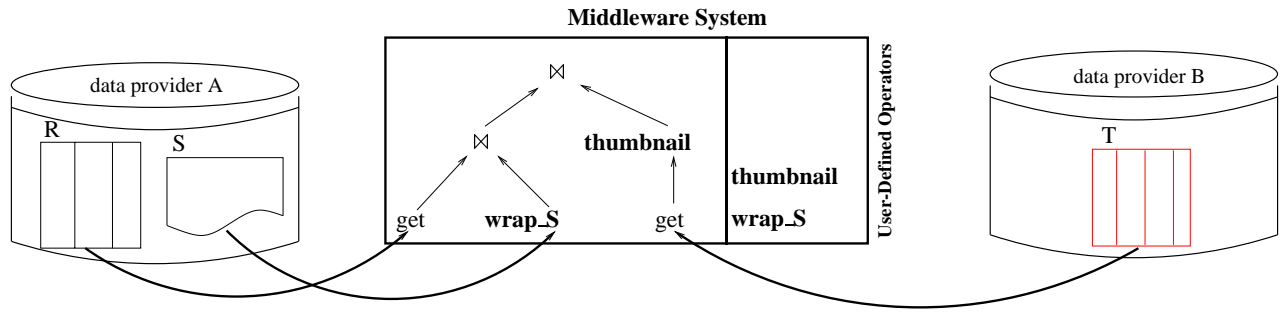 Middleware System
data provider A
data provider B
R
S
T
⋈
⋈
thumbnail
thumbnail
get
wrap_S
get
wrap_S
User-Defined Operators